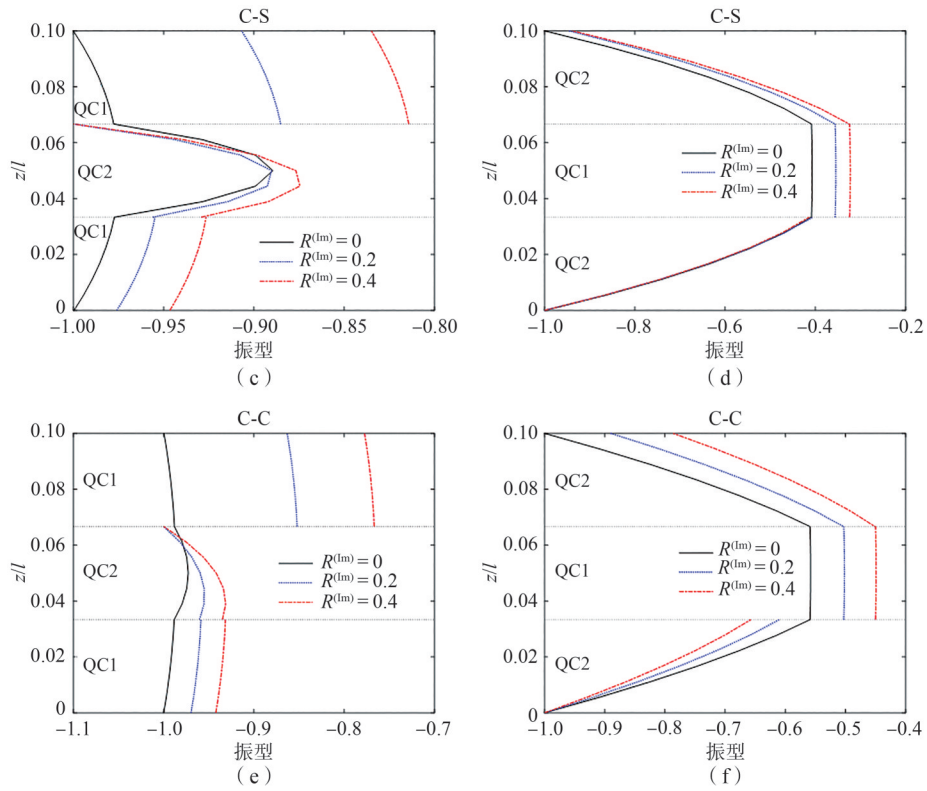 C-S
0.10
0.08
0.06
0.04
0.02
0
z/l
QC1
QC2
QC1
R(Im) = 0
R(Im) = 0.2
R(Im) = 0.4
-1.00
-0.95
-0.90
-0.85
-0.80
振型
(c)
C-S
0.10
0.08
0.06
0.04
0.02
0
z/l
QC2
QC1
QC2
R(Im) = 0
R(Im) = 0.2
R(Im) = 0.4
-1.0
-0.8
-0.6
-0.4
-0.2
振型
(d)
C-C
0.10
0.08
0.06
0.04
0.02
0.00
z/l
QC1
QC2
QC1
R(Im) = 0
R(Im) = 0.2
R(Im) = 0.4
-1.1
-1.0
-0.9
-0.8
-0.7
振型
(e)
C-C
0.10
0.08
0.06
0.04
0.02
0
z/l
QC2
QC1
QC2
R(Im) = 0
R(Im) = 0.2
R(Im) = 0.4
-1.0
-0.9
-0.8
-0.7
-0.6
-0.5
-0.4
振型
(f)